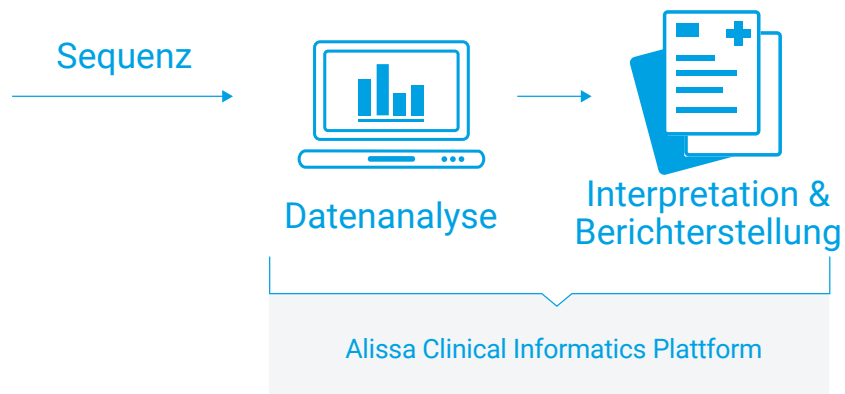 Sequenz
Datenanalyse
Interpretation &
Berichterstellung
Alissa Clinical Informatics Plattform